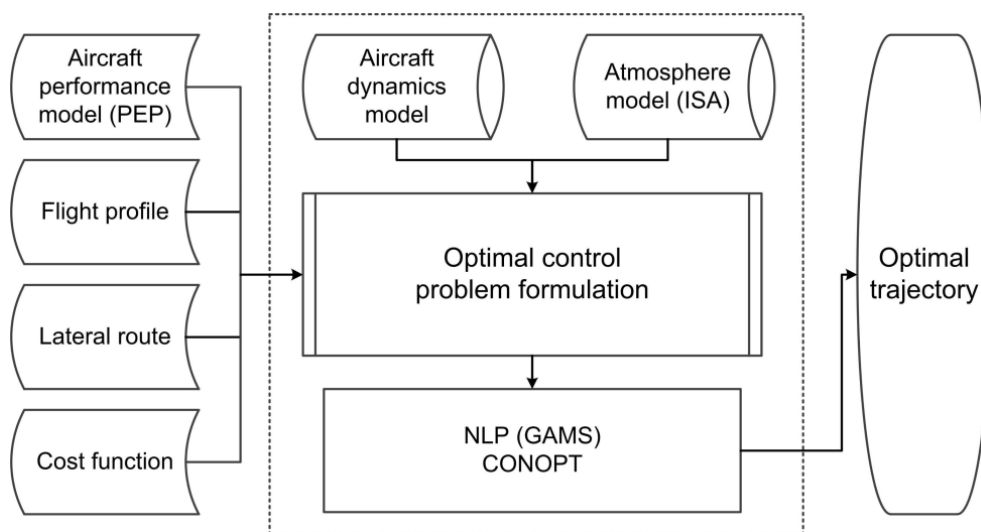 Aircraft
performance
model (PEP)
Flight profile
Lateral route
Cost function
Aircraft
dynamics
model
Atmosphere
model (ISA)
Optimal control
problem formulation
NLP (GAMS)
CONOPT
Optimal
trajectory